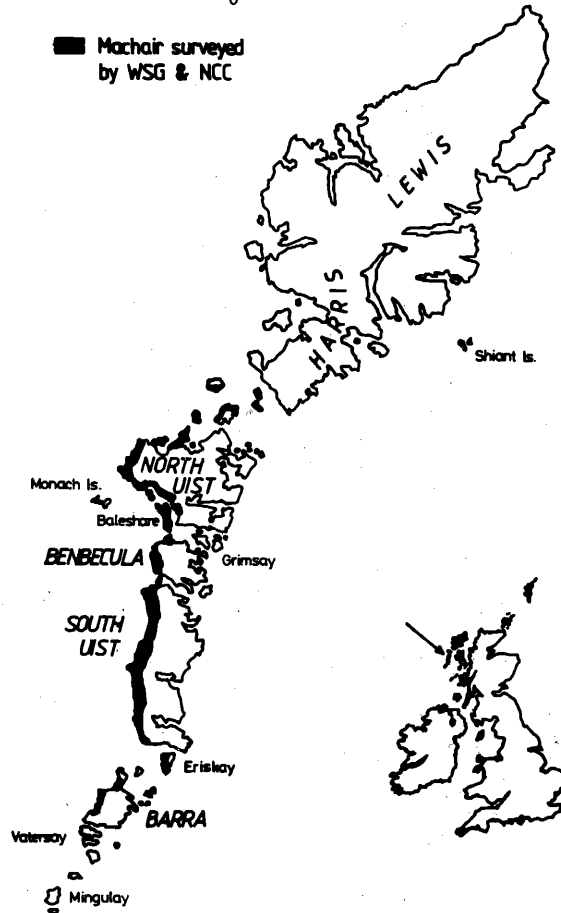 Machair surveyed
by WSG & NCC
LEWIS
HARRIS
Shiant Is.
NORTH
UIST
Monach Is.
Baleshare
Grimsay
BENBECULA
SOUTH
UIST
Eriskay
BARRA
Vatersay
Mingulay